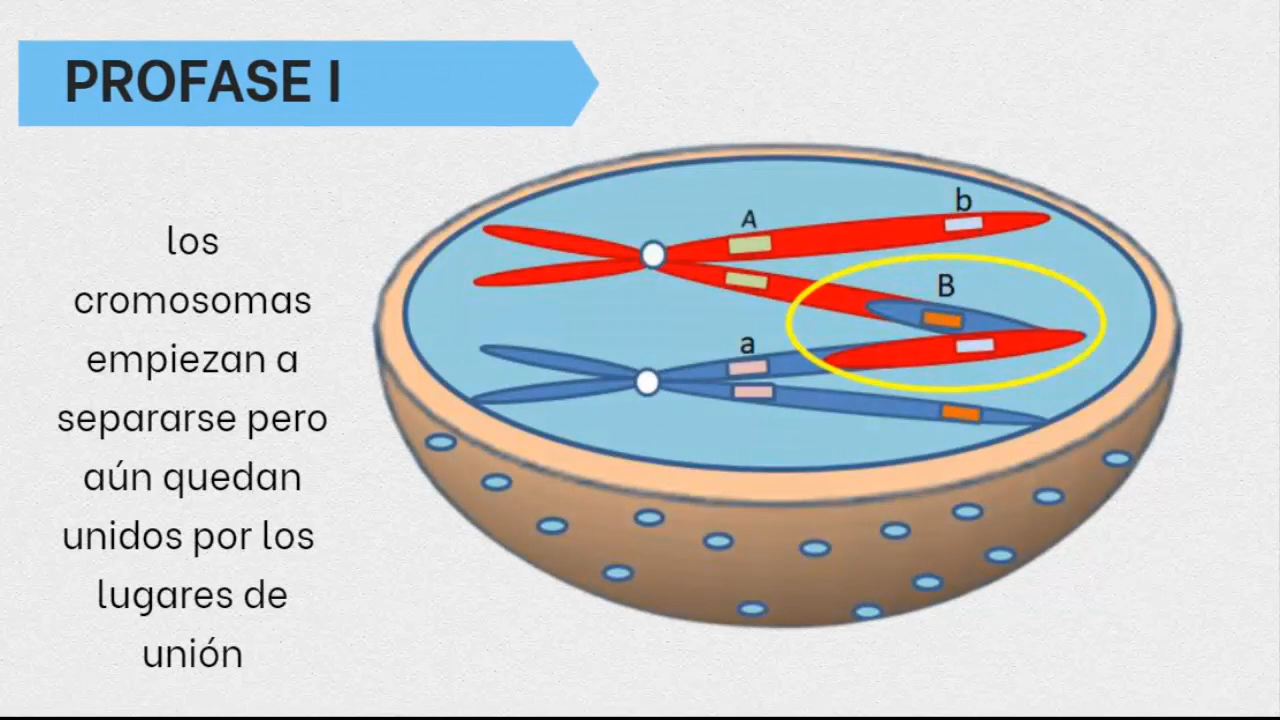 PROFASE I
los
cromosomas
empiezan a
separarse pero
aún quedan
unidos por los
lugares de
unión
A
b
B
a